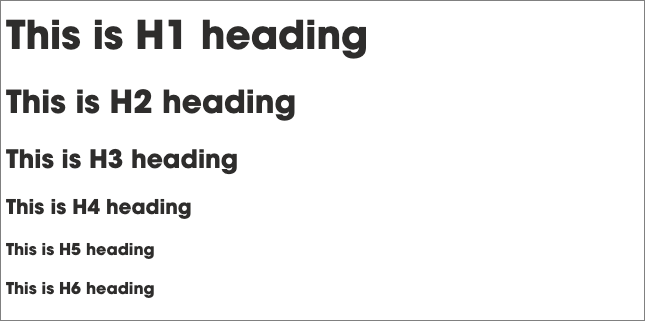 This is H1 heading
This is H2 heading
This is H3 heading
This is H4 heading
This is H5 heading
This is H6 heading